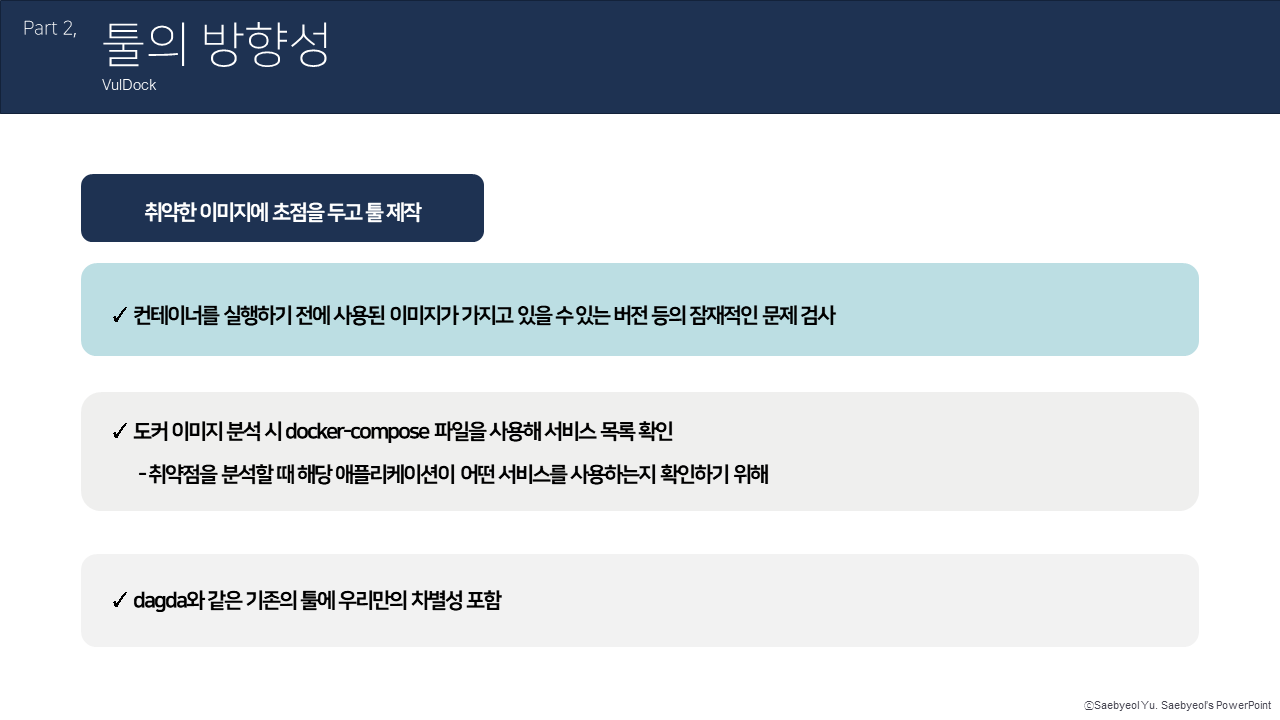 Part 2,
툴의 방향성
VulDock
취약한 이미지에 초점을 두고 툴 제작
✓ 컨테이너를 실행하기 전에 사용된 이미지가 가지고 있을 수 있는 버전 등의 잠재적인 문제 검사
✓ 도커 이미지 분석 시 docker-compose 파일을 사용해 서비스 목록 확인
- 취약점을 분석할 때 해당 애플리케이션이 어떤 서비스를 사용하는지 확인하기 위해
✓ dagda와 같은 기존의 툴에 우리만의 차별성 포함
ⓒSaebyeol Yu. Saebyeol's PowerPoint